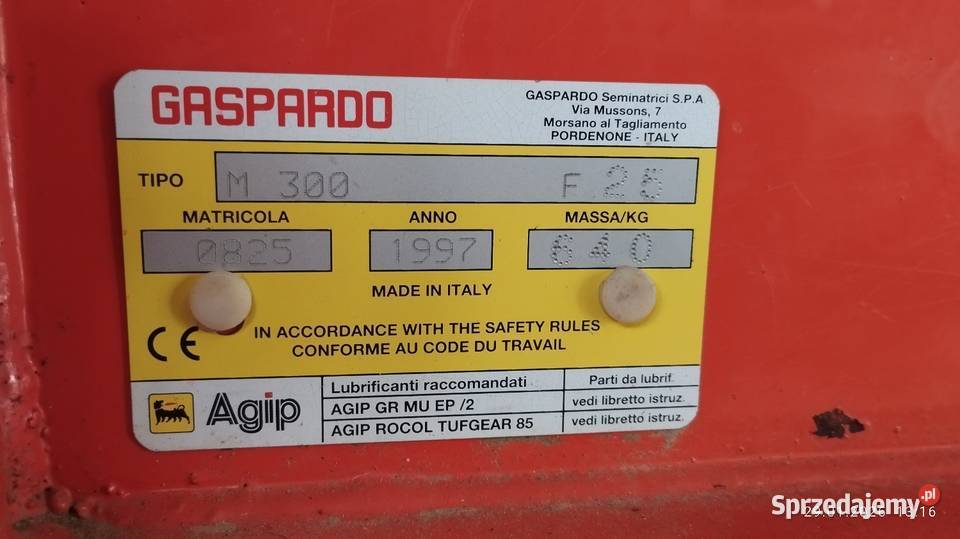 GASPARDO
GASPARDO Seminatrici S.P.A
Via Mussons, 7
Morsano al Tagliamento
PORDENONE - ITALY
TIPO M 300 F 25
MATRICOLA ANNO MASSA/KG
0825 1997 640
MADE IN ITALY
CE IN ACCORDANCE WITH THE SAFETY RULES
CONFORME AU CODE DU TRAVAIL
Agip
Lubrificanti raccomandati Parti da lubrif.
AGIP GR MU EP /2 vedi libretto istruz.
AGIP ROCOL TUFGEAR 85 vedi libretto istruz.
Sprzedajemy.pl